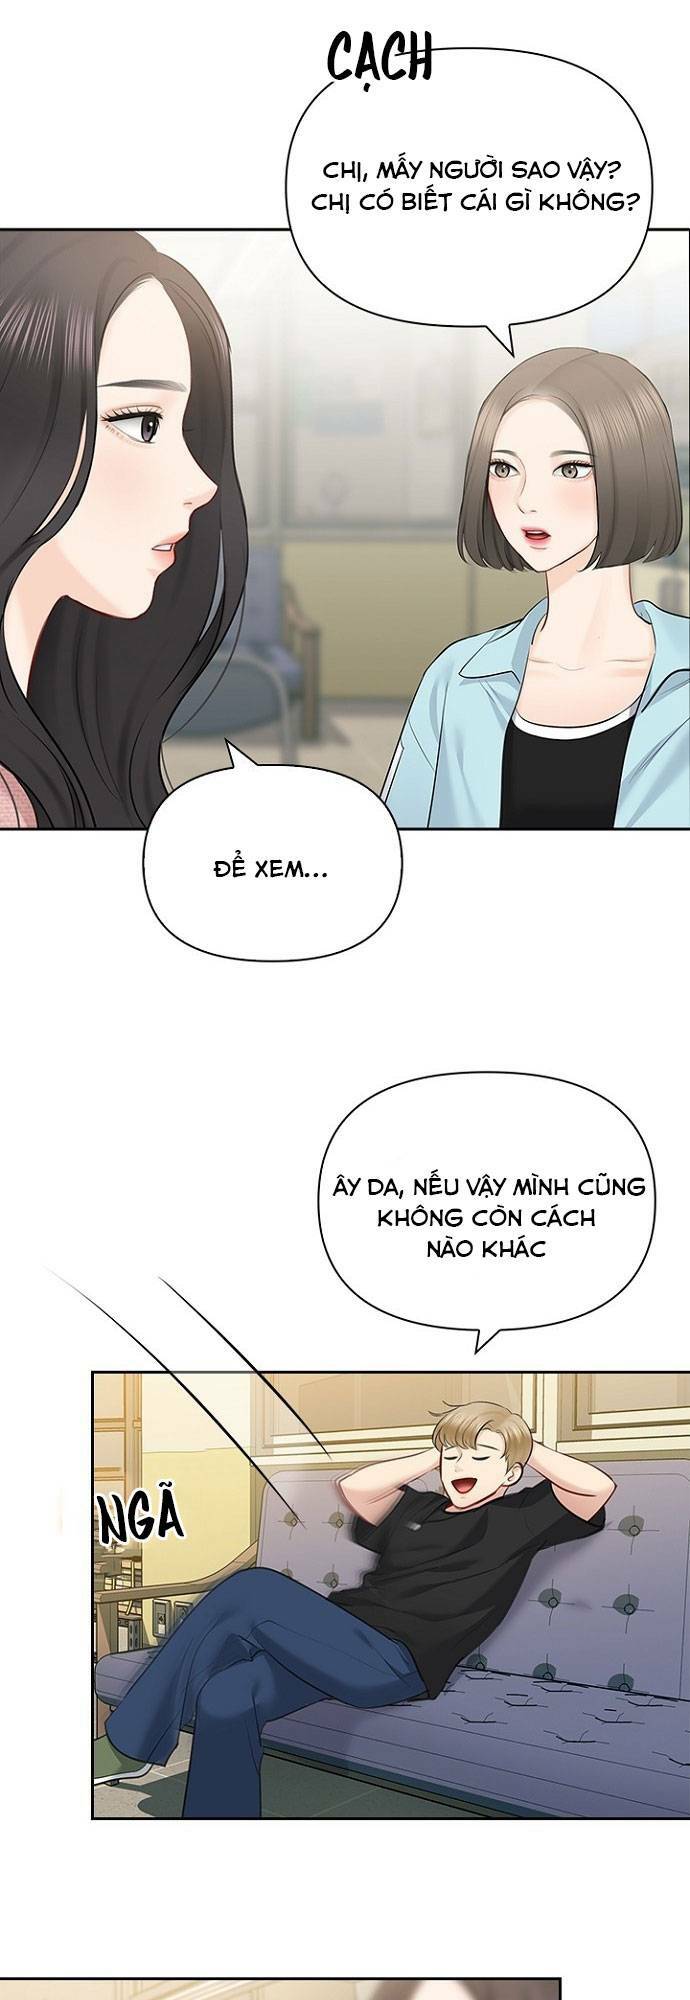 CẠCH
CHỊ, MẤY NGƯỜI SAO VẬY?
CHỊ CÓ BIẾT CÁI GÌ KHÔNG?
ĐỂ XEM...
ÂY DA, NẾU VẬY MÌNH CŨNG
KHÔNG CÒN CÁCH
NÀO KHÁC
NGÃ